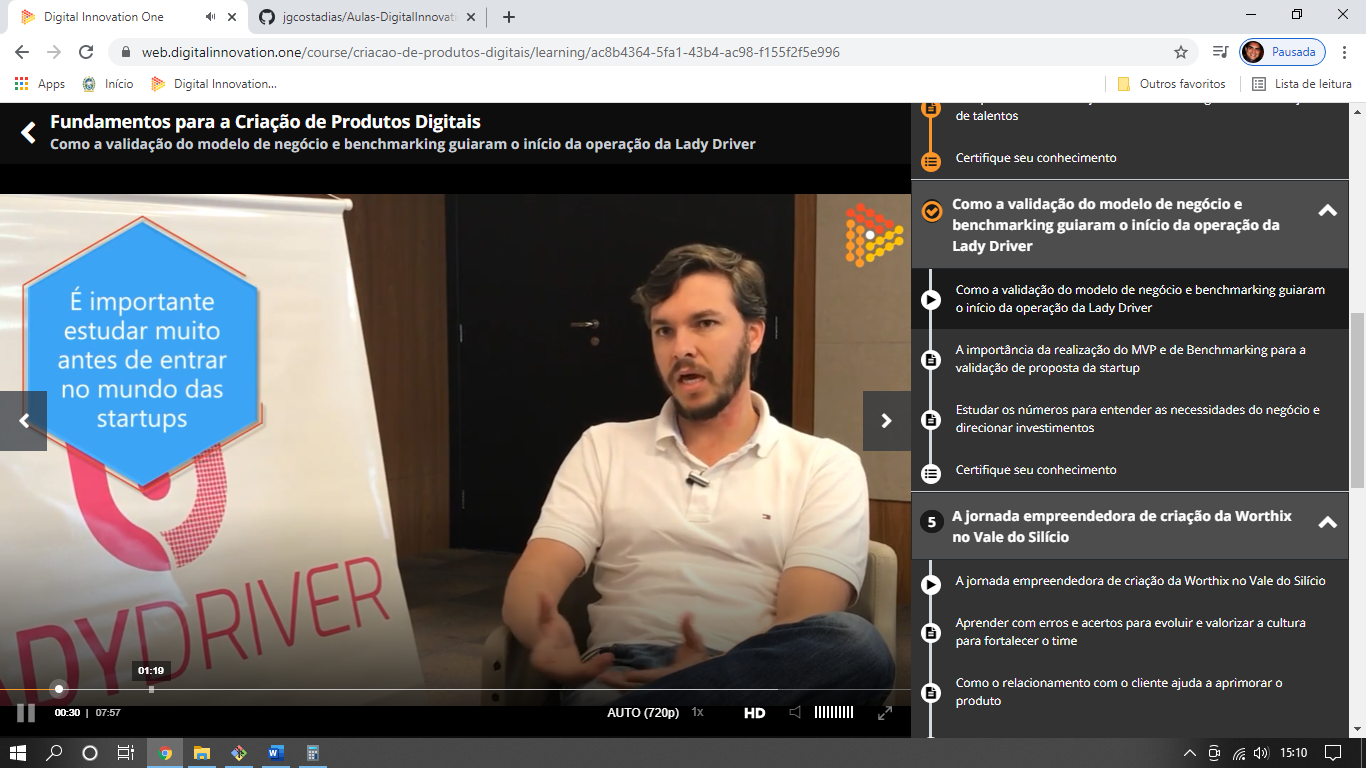 Digital Innovation One
jgcostadias/Aulas-DigitalInnovati
web.digitalinnovation.one/course/criacao-de-produtos-digitais/learning/ac8b4364-5fa1-43b4-ac98-f155f2f5e996
Pausada
Apps
Início
Digital Innovation...
Outros favoritos
Lista de leitura
Fundamentos para a Criação de Produtos Digitais
Como a validação do modelo de negócio e benchmarking guiaram o início da operação da Lady Driver
É importante
estudar muito
antes de entrar
no mundo das
startups
ADYDRIVER
01:19
00:30 | 07:57
AUTO (720p)
1x
HD
de talentos
Certifique seu conhecimento
Como a validação do modelo de negócio e
benchmarking guiaram o início da operação da
Lady Driver
Como a validação do modelo de negócio e benchmarking guiaram
o início da operação da Lady Driver
A importância da realização do MVP e de Benchmarking para a
validação de proposta da startup
Estudar os números para entender as necessidades do negócio e
direcionar investimentos
Certifique seu conhecimento
5
A jornada empreendedora de criação da Worthix
no Vale do Silício
A jornada empreendedora de criação da Worthix no Vale do Silício
Aprender com erros e acertos para evoluir e valorizar a cultura
para fortalecer o time
Como o relacionamento com o cliente ajuda a aprimorar o
produto
15:10